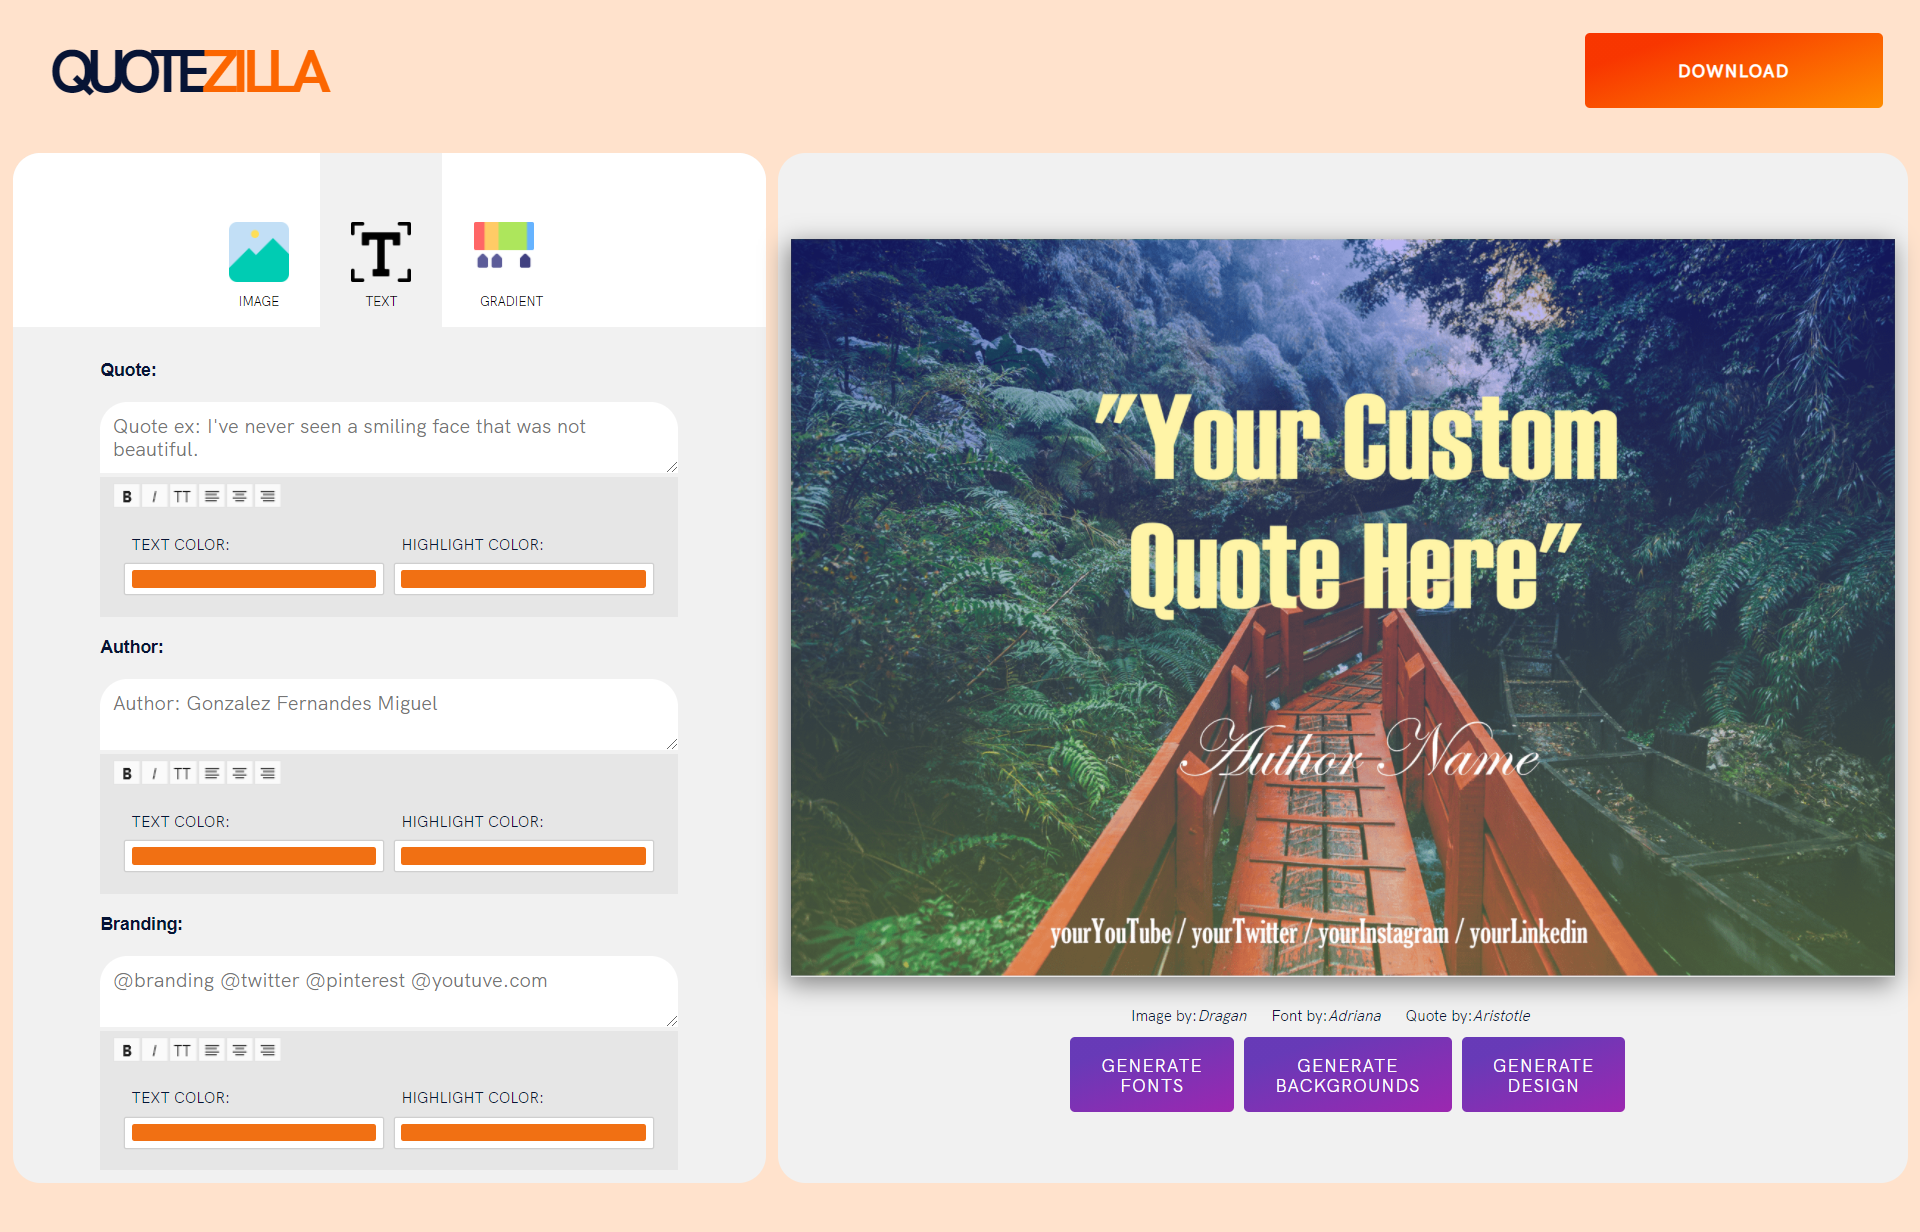 QUOTEZILLA
DOWNLOAD
IMAGE
TEXT
GRADIENT
Quote:
Quote ex: I've never seen a smiling face that was not
beautiful.
B I TT
TEXT COLOR:
HIGHLIGHT COLOR:
Author:
Author: Gonzalez Fernandes Miguel
B I TT
TEXT COLOR:
HIGHLIGHT COLOR:
Branding:
@branding @twitter @pinterest @youtuve.com
B I TT
TEXT COLOR:
HIGHLIGHT COLOR:
"Your Custom
Quote Here"
Author Name
yourYouTube / yourTwitter / yourInstagram / yourLinkedin
Image by: Dragan
Font by: Adriana
Quote by: Aristotle
GENERATE
FONTS
GENERATE
BACKGROUNDS
GENERATE
DESIGN